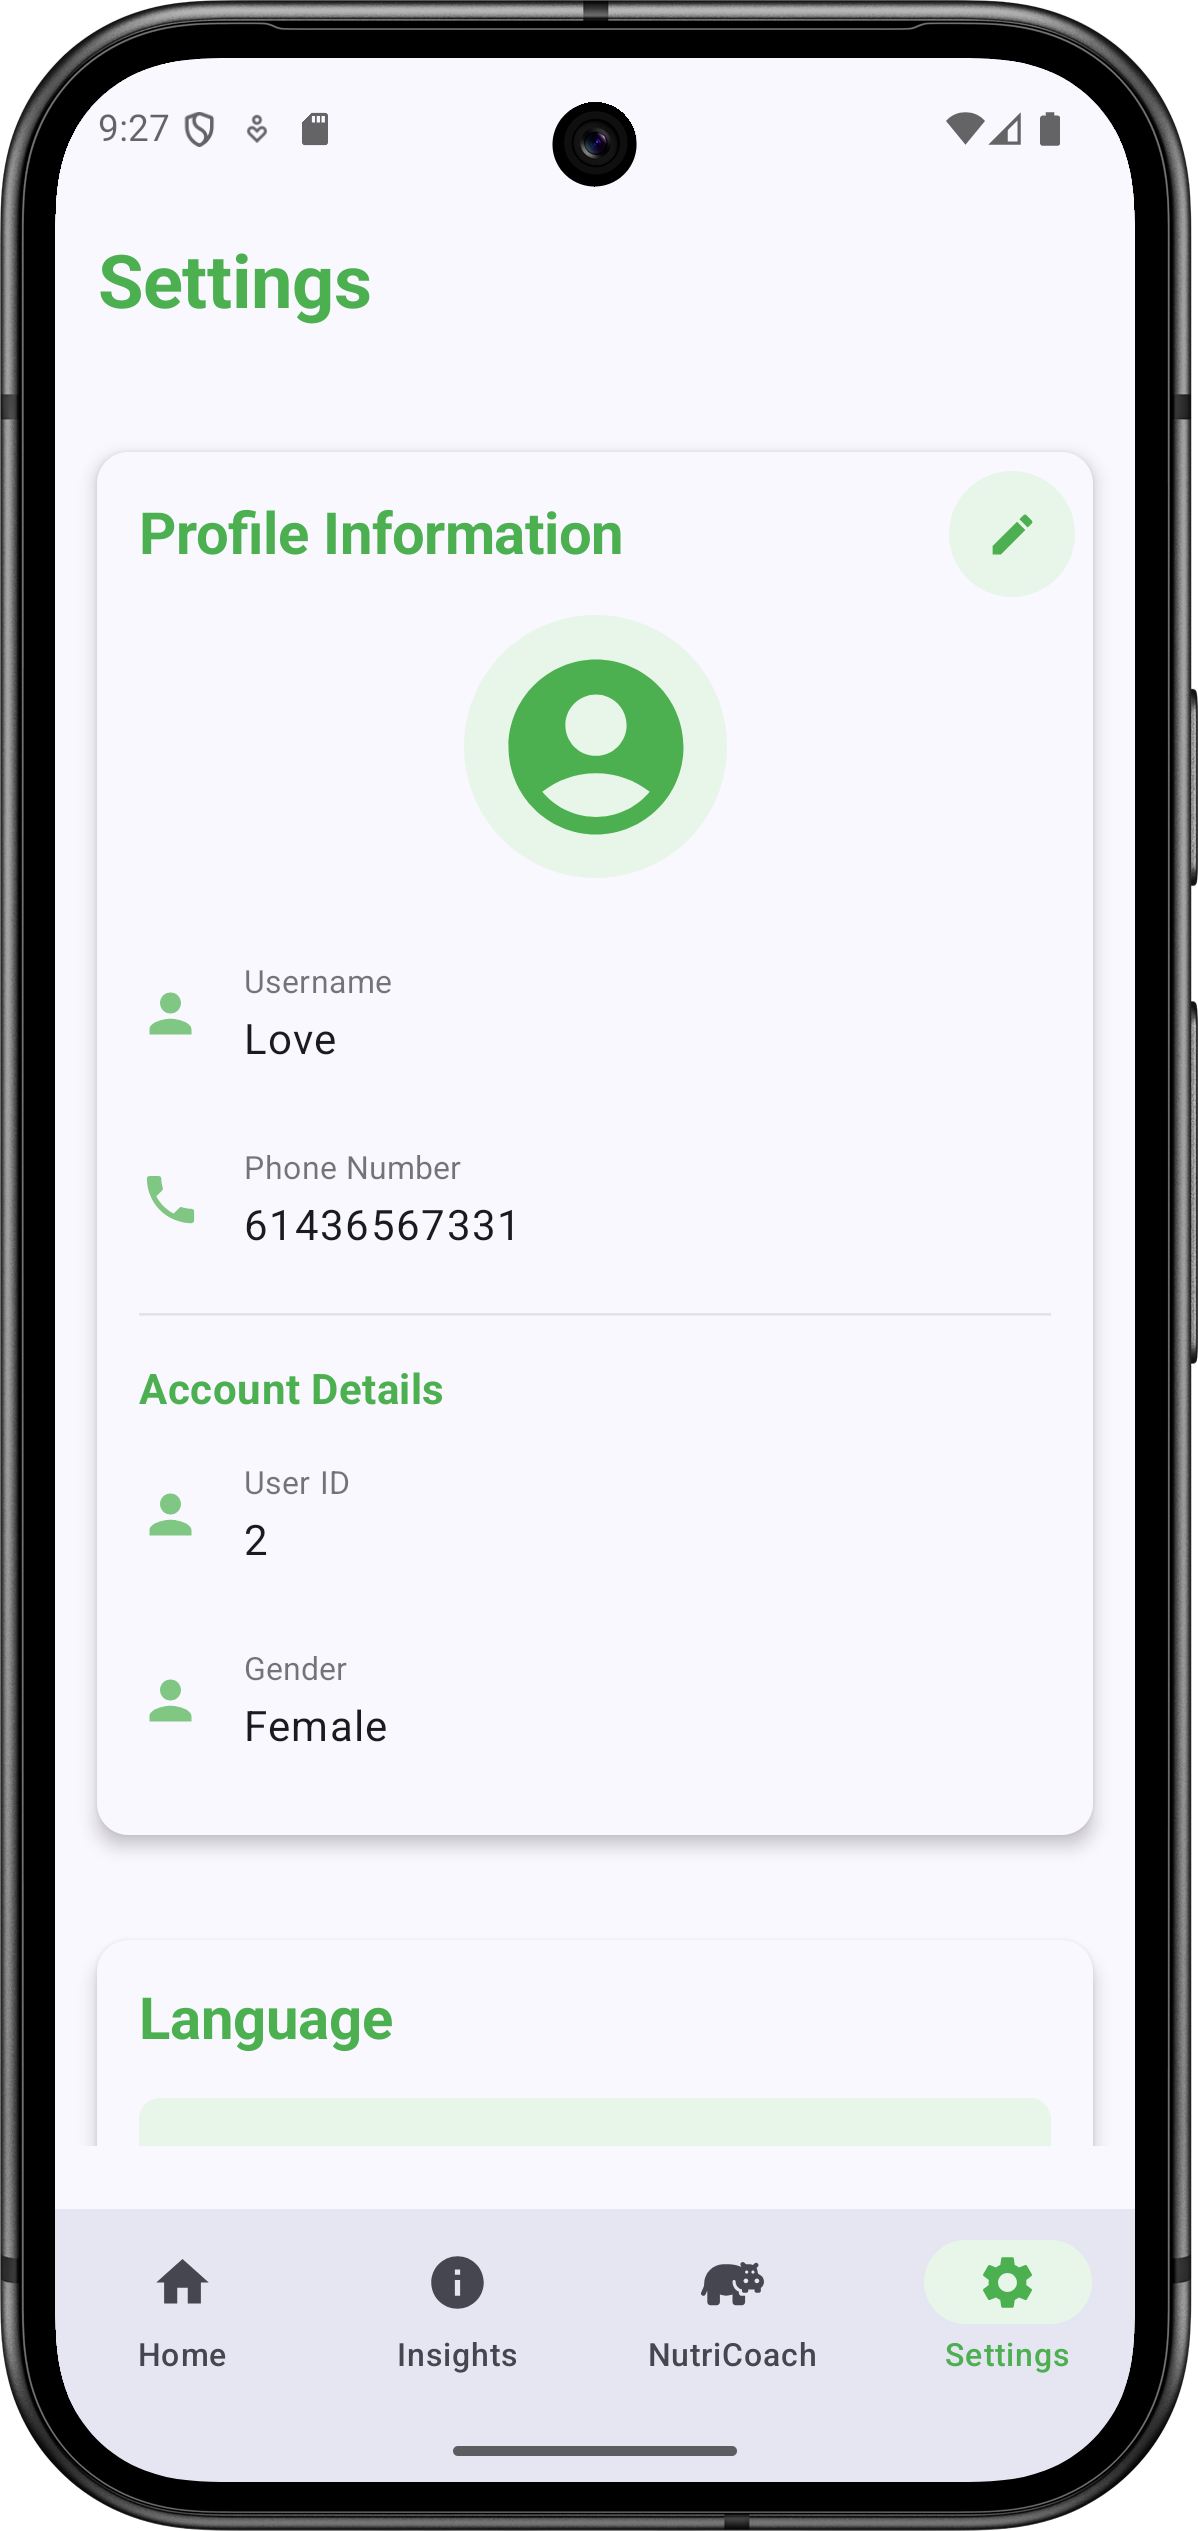 9:27
Settings
Profile Information
Username
Love
Phone Number
61436567331
Account Details
User ID
2
Gender
Female
Language
Home
Insights
NutriCoach
Settings